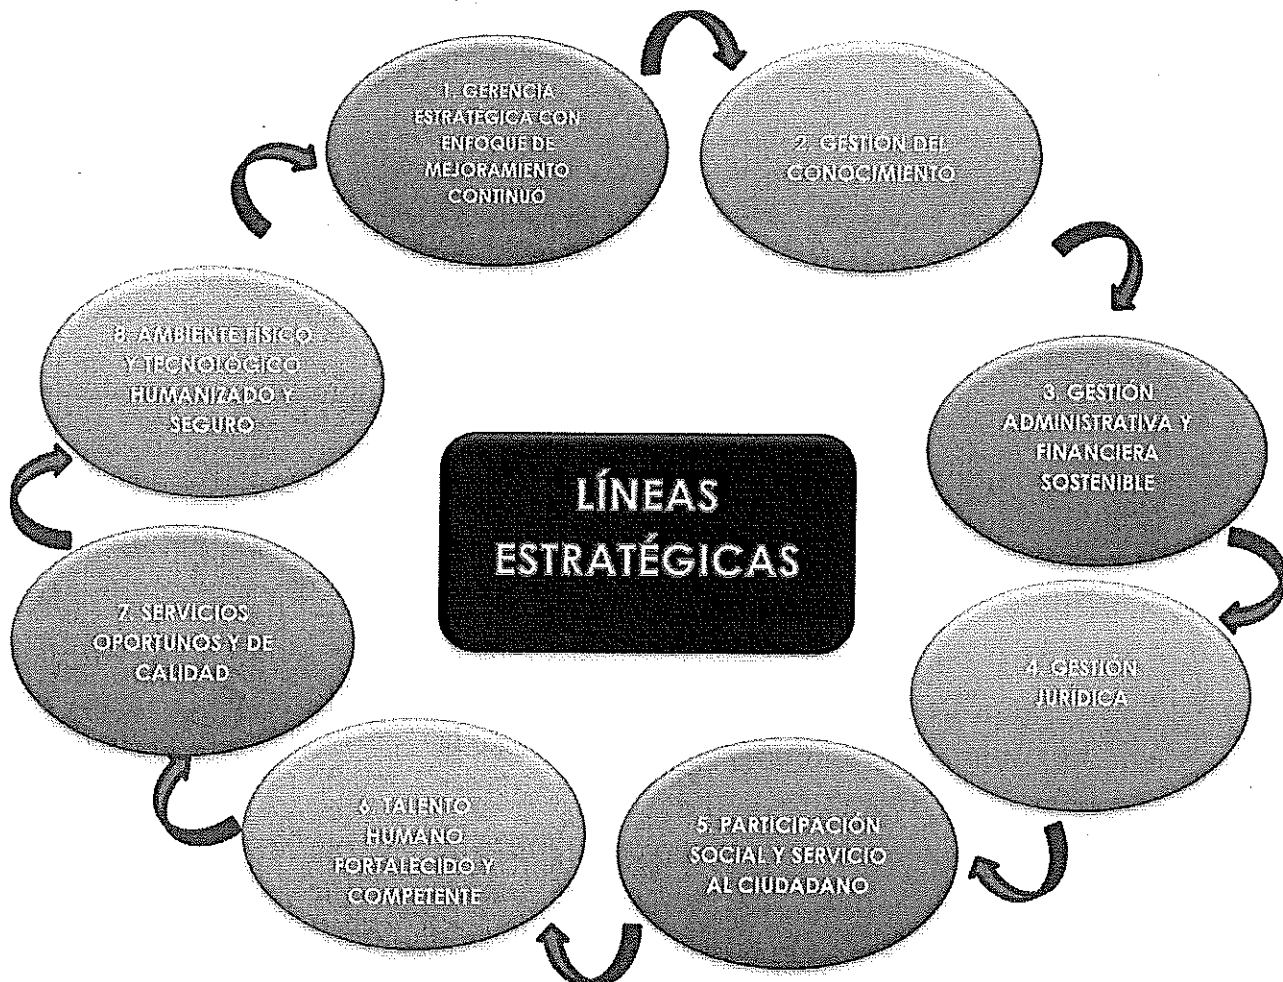 1. GERENCIA
ESTRATÉGICA CON
ENFOQUE DE
MEJORAMIENTO
CONTINUO
2. GESTIÓN DEL
CONOCIMIENTO
3. GESTIÓN
ADMINISTRATIVA Y
FINANCIERA
SOSTENIBLE
4. GESTIÓN
JURÍDICA
5. PARTICIPACIÓN
SOCIAL Y SERVICIO
AL CIUDADANO
6. TALENTO
HUMANO
FORTALECIDO Y
COMPETENTE
7. SERVICIOS
OPORTUNOS Y DE
CALIDAD
8. AMBIENTE FÍSICO
Y TECNOLÓGICO
HUMANIZADO Y
SEGURO
LÍNEAS
ESTRATÉGICAS